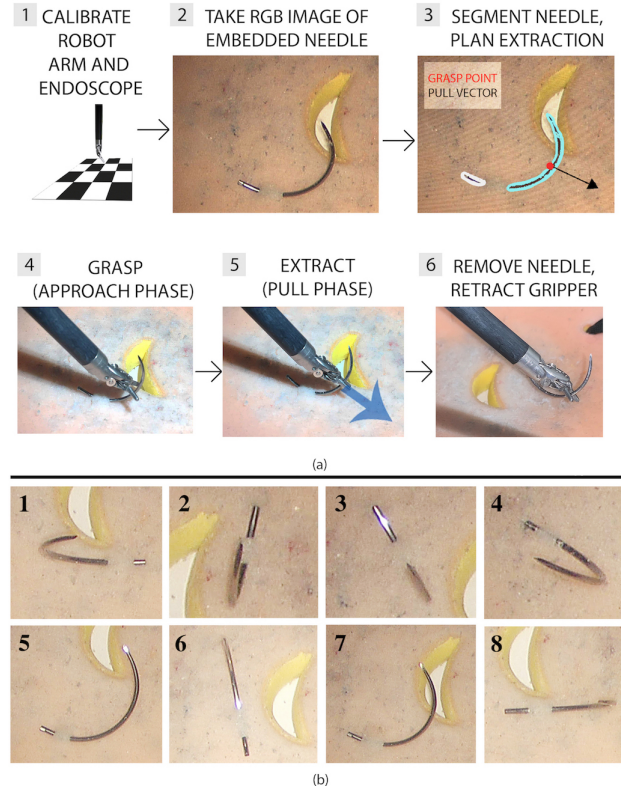 1
CALIBRATE
ROBOT
ARM AND
ENDOSCOPE
2
TAKE RGB IMAGE OF
EMBEDDED NEEDLE
3
SEGMENT NEEDLE,
PLAN EXTRACTION
GRASP POINT
PULL VECTOR
4
GRASP
(APPROACH PHASE)
5
EXTRACT
(PULL PHASE)
6
REMOVE NEEDLE,
RETRACT GRIPPER
(a)
1
2
3
4
5
6
7
8
(b)